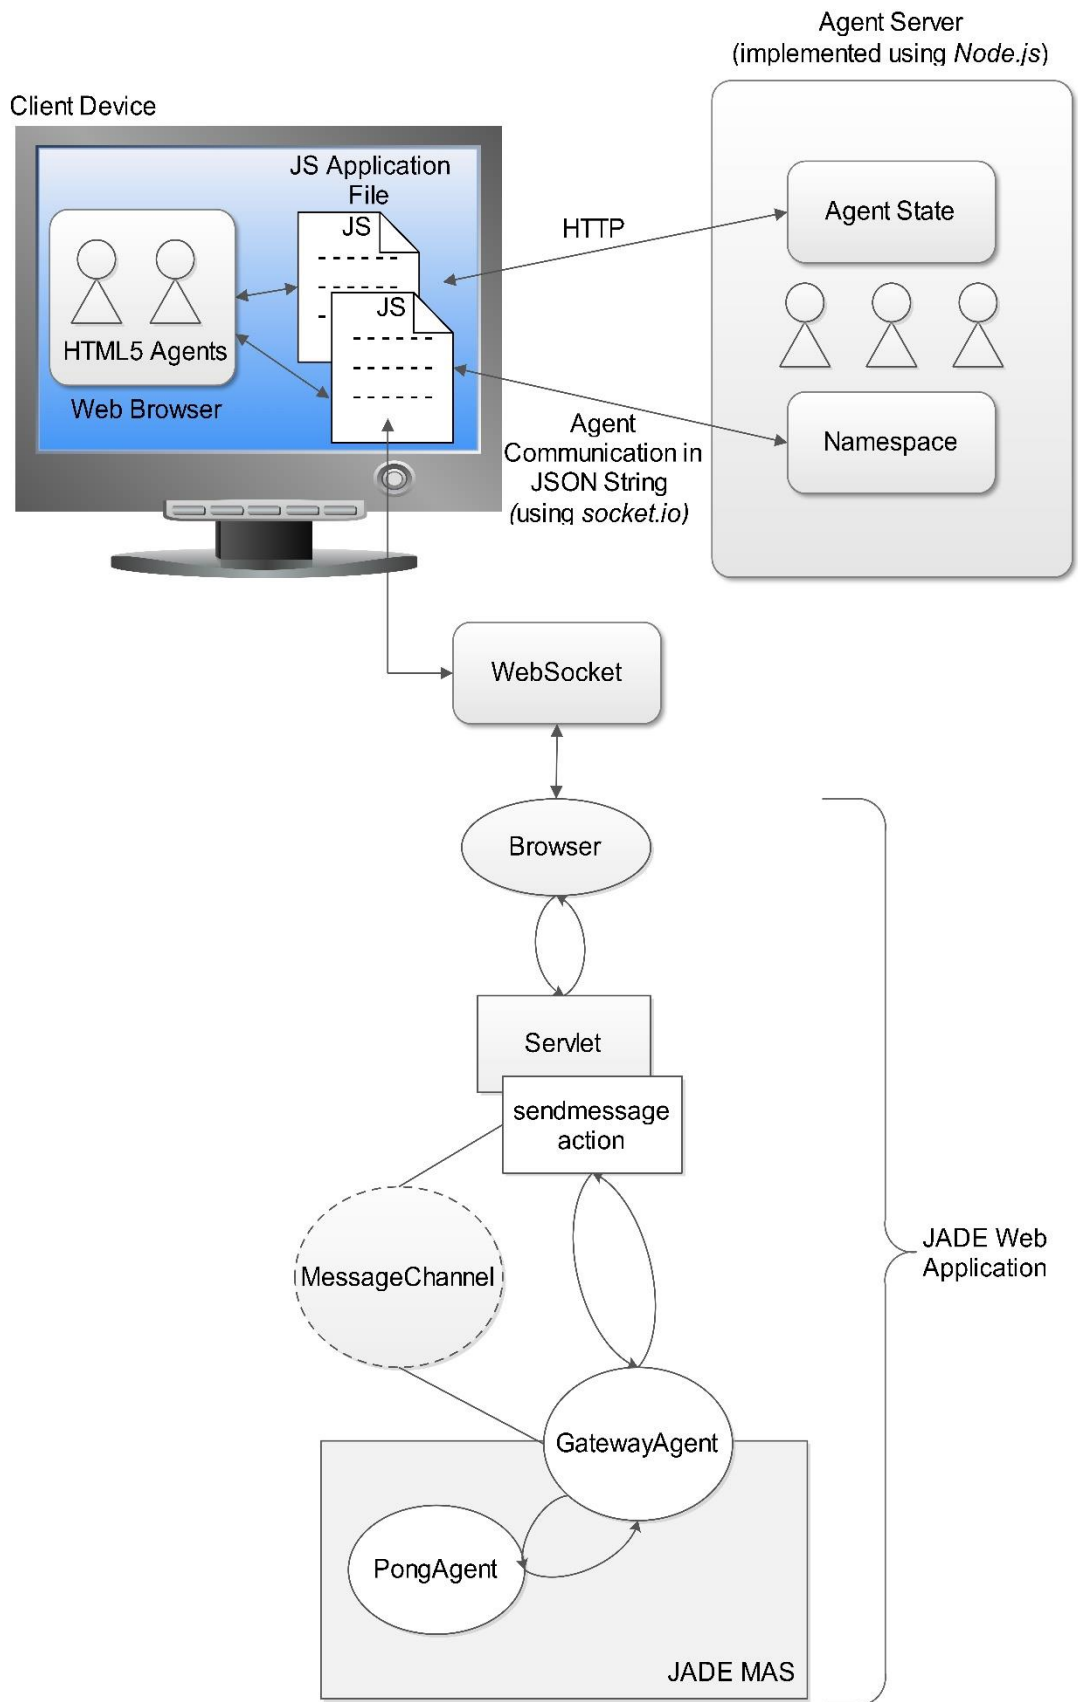 Agent Server
(implemented using Node.js)
Client Device
JS Application
File
JS
JS
HTML5 Agents
Web Browser
HTTP
Agent State
Agent
Communication in
JSON String
(using socket.io)
Namespace
WebSocket
Browser
Servlet
sendmessage
action
MessageChannel
JADE Web
Application
GatewayAgent
PongAgent
JADE MAS